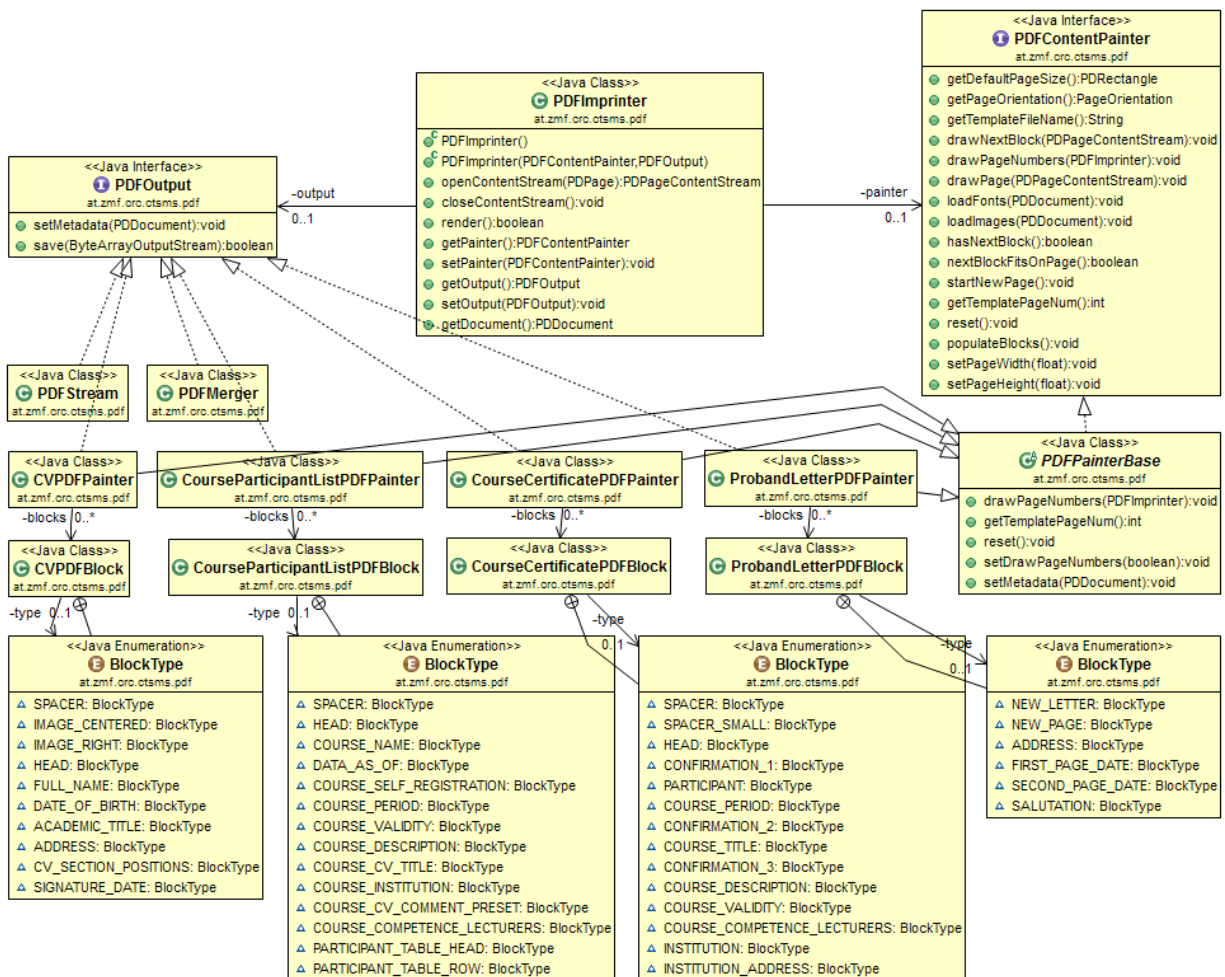 <<Java Interface>>
PDFContentPainter
at.zmf.crc.ctsms.pdf
getDefaultPageSize():PDRectangle
getPageOrientation():PageOrientation
getTemplateFileName():String
drawNextBlock(PDPageContentStream):void
drawPageNumbers(PDFImprinter):void
drawPage(PDPageContentStream):void
loadFonts(PDDocument):void
loadImages(PDDocument):void
hasNextBlock():boolean
nextBlockFitsOnPage():boolean
startNewPage():void
getTemplatePageNum():int
reset():void
populateBlocks():void
setPageWidth(float):void
setPageHeight(float):void
<<Java Class>>
PDFImprinter
at.zmf.crc.ctsms.pdf
PDFImprinter()
PDFImprinter(PDFContentPainter,PDFOutput)
openContentStream(PDPage):PDPageContentStream
closeContentStream():void
render():boolean
getPainter():PDFContentPainter
setPainter(PDFContentPainter):void
getOutput():PDFOutput
setOutput(PDFOutput):void
getDocument():PDDocument
<<Java Interface>>
PDFOutput
at.zmf.crc.ctsms.pdf
setMetadata(PDDocument):void
save(ByteArrayOutputStream):boolean
-output
0..1
-painter
0..1
<<Java Class>>
PDFStream
at.zmf.crc.ctsms.pdf
<<Java Class>>
PDFMerger
at.zmf.crc.ctsms.pdf
<<Java Class>>
PDFPainterBase
at.zmf.crc.ctsms.pdf
drawPageNumbers(PDFImprinter):void
getTemplatePageNum():int
reset():void
setDrawPageNumbers(boolean):void
setMetadata(PDDocument):void
<<Java Class>>
CVPDFPainter
at.zmf.crc.ctsms.pdf
<<Java Class>>
CourseParticipantListPDFPainter
at.zmf.crc.ctsms.pdf
<<Java Class>>
CourseCertificatePDFPainter
at.zmf.crc.ctsms.pdf
<<Java Class>>
ProbandLetterPDFPainter
at.zmf.crc.ctsms.pdf
-blocks 0..*
-blocks 0..*
-blocks 0..*
-blocks 0..*
<<Java Class>>
CVPDFBlock
at.zmf.crc.ctsms.pdf
<<Java Class>>
CourseParticipantListPDFBlock
at.zmf.crc.ctsms.pdf
<<Java Class>>
CourseCertificatePDFBlock
at.zmf.crc.ctsms.pdf
<<Java Class>>
ProbandLetterPDFBlock
at.zmf.crc.ctsms.pdf
-type 0..1
-type 0..1
-type
0..1
-type
0..1
<<Java Enumeration>>
BlockType
at.zmf.crc.ctsms.pdf
SPACER: BlockType
IMAGE_CENTERED: BlockType
IMAGE_RIGHT: BlockType
HEAD: BlockType
FULL_NAME: BlockType
DATE_OF_BIRTH: BlockType
ACADEMIC_TITLE: BlockType
ADDRESS: BlockType
CV_SECTION_POSITIONS: BlockType
SIGNATURE_DATE: BlockType
<<Java Enumeration>>
BlockType
at.zmf.crc.ctsms.pdf
SPACER: BlockType
HEAD: BlockType
COURSE_NAME: BlockType
DATA_AS_OF: BlockType
COURSE_SELF_REGISTRATION: BlockType
COURSE_PERIOD: BlockType
COURSE_VALIDITY: BlockType
COURSE_DESCRIPTION: BlockType
COURSE_CV_TITLE: BlockType
COURSE_INSTITUTION: BlockType
COURSE_CV_COMMENT_PRESET: BlockType
COURSE_COMPETENCE_LECTURERS: BlockType
PARTICIPANT_TABLE_HEAD: BlockType
PARTICIPANT_TABLE_ROW: BlockType
<<Java Enumeration>>
BlockType
at.zmf.crc.ctsms.pdf
SPACER: BlockType
SPACER_SMALL: BlockType
HEAD: BlockType
CONFIRMATION_1: BlockType
PARTICIPANT: BlockType
COURSE_PERIOD: BlockType
CONFIRMATION_2: BlockType
COURSE_TITLE: BlockType
CONFIRMATION_3: BlockType
COURSE_DESCRIPTION: BlockType
COURSE_VALIDITY: BlockType
COURSE_COMPETENCE_LECTURERS: BlockType
INSTITUTION: BlockType
INSTITUTION_ADDRESS: BlockType
<<Java Enumeration>>
BlockType
at.zmf.crc.ctsms.pdf
NEW_LETTER: BlockType
NEW_PAGE: BlockType
ADDRESS: BlockType
FIRST_PAGE_DATE: BlockType
SECOND_PAGE_DATE: BlockType
SALUTATION: BlockType